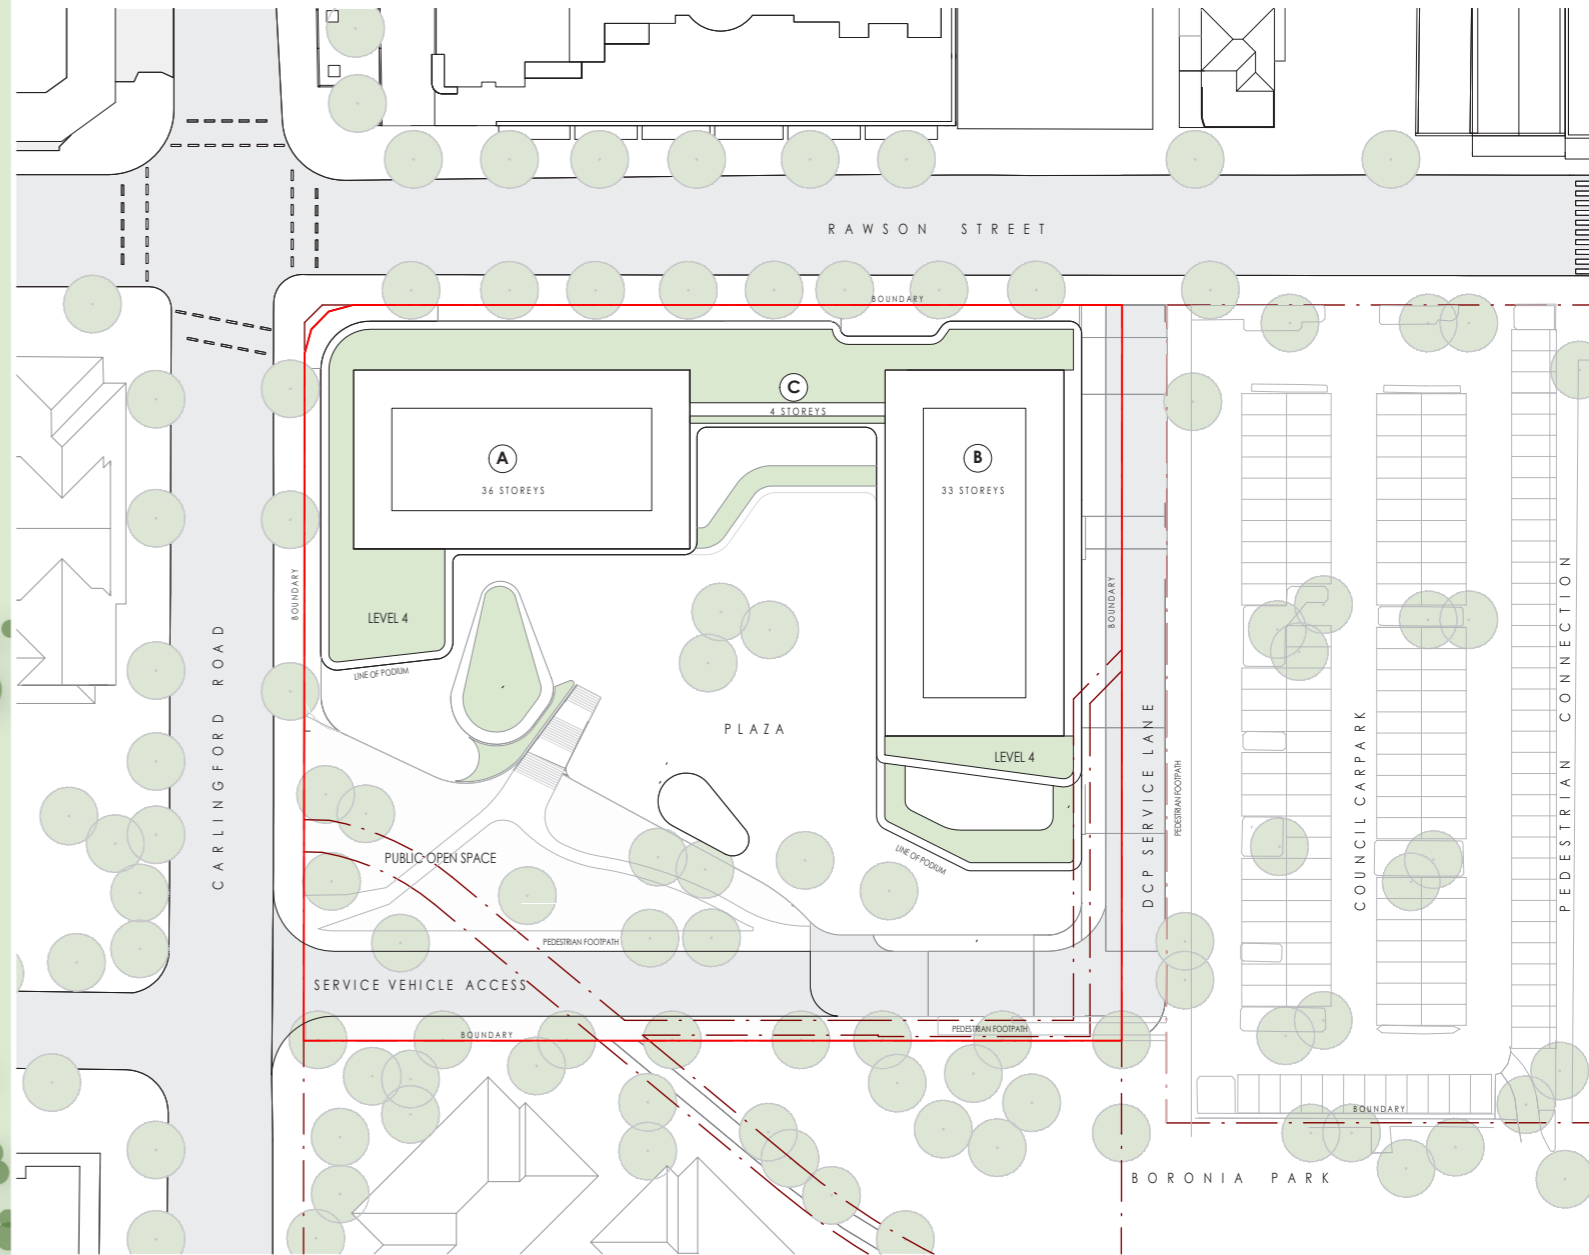 RAWSON STREET
BOUNDARY
C
4 STOREYS
A
36 STOREYS
B
33 STOREYS
BOUNDARY
BOUNDARY
LEVEL 4
LINE OF PODIUM
CARLINGFORD ROAD
PLAZA
LEVEL 4
LINE OF PODIUM
DCP SERVICE LANE
PEDESTRIAN FOOTPATH
COUNCIL CARPARK
PEDESTRIAN CONNECTION
PUBLIC OPEN SPACE
PEDESTRIAN FOOTPATH
SERVICE VEHICLE ACCESS
BOUNDARY
PEDESTRIAN FOOTPATH
BOUNDARY
BORONIA PARK